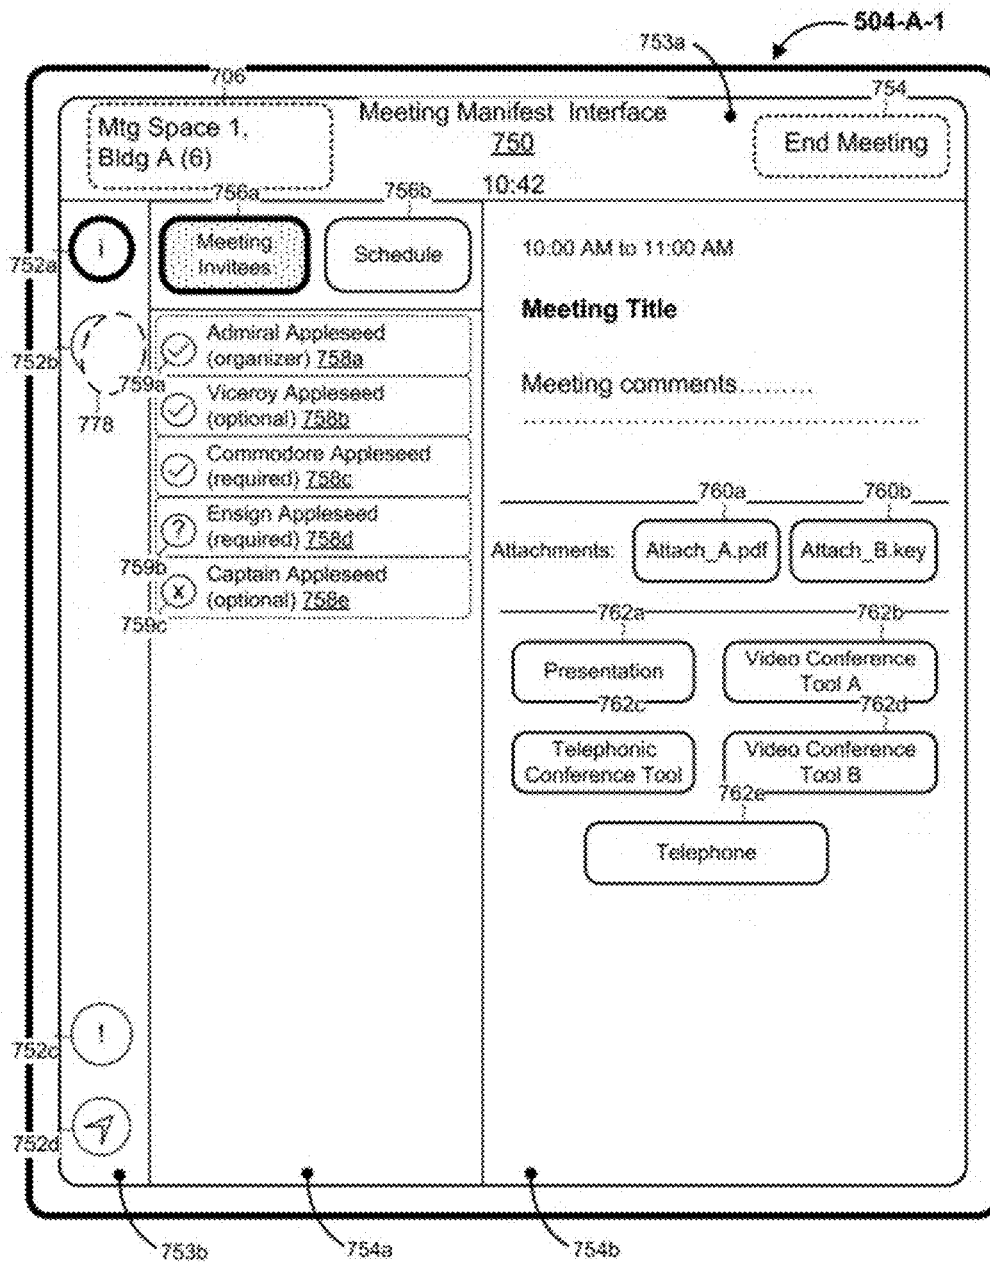 504-A-1
753a
706
754
Mtg Space 1,
Bldg A (6)
Meeting Manifest Interface
750
10:42
End Meeting
756a
756b
i
752a
Meeting
Invitees
Schedule
10:00 AM to 11:00 AM
Meeting Title
Meeting comments.........
752b
778
Admiral Appleseed
(organizer) 758a
759a
Viceroy Appleseed
(optional) 758b
Commodore Appleseed
(required) 758c
?
Ensign Appleseed
(required) 758d
759b
x
Captain Appleseed
(optional) 758e
759c
760a
760b
Attachments:
Attach_A.pdf
Attach_B.key
762a
762b
Presentation
Video Conference
Tool A
762c
762d
Telephonic
Conference Tool
Video Conference
Tool B
762e
Telephone
!
752c
752d
753b
754a
754b